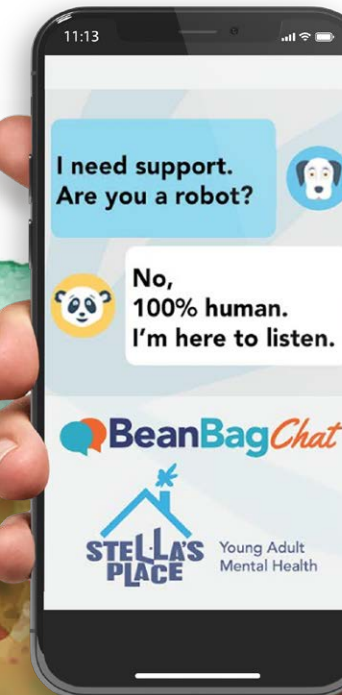 11:13
I need support.
Are you a robot?
No,
100% human.
I'm here to listen.
BeanBagChat
STELLA'S
PLACE
Young Adult
Mental Health